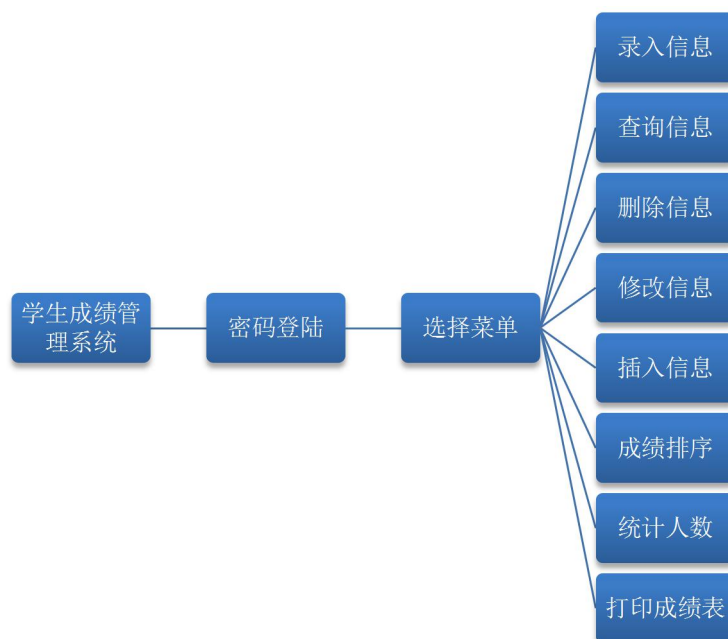 学生成绩管
理系统
密码登陆
选择菜单
录入信息
查询信息
删除信息
修改信息
插入信息
成绩排序
统计人数
打印成绩表